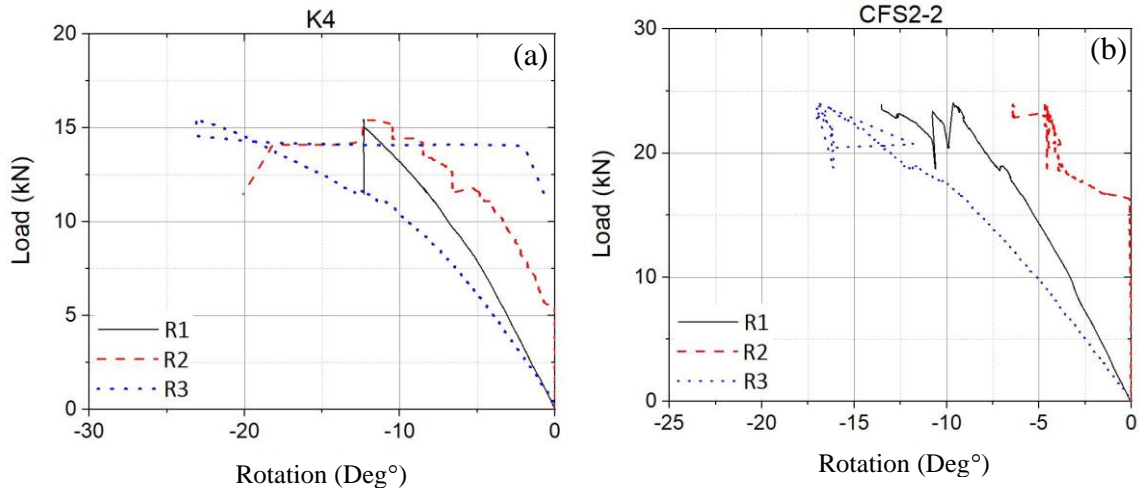 K4
(a)
20
15
10
5
0
Load (kN)
R1
R2
R3
-30
-20
-10
0
Rotation (Deg°)
CFS2-2
(b)
30
20
10
0
Load (kN)
R1
R2
R3
-25
-20
-15
-10
-5
0
Rotation (Deg°)